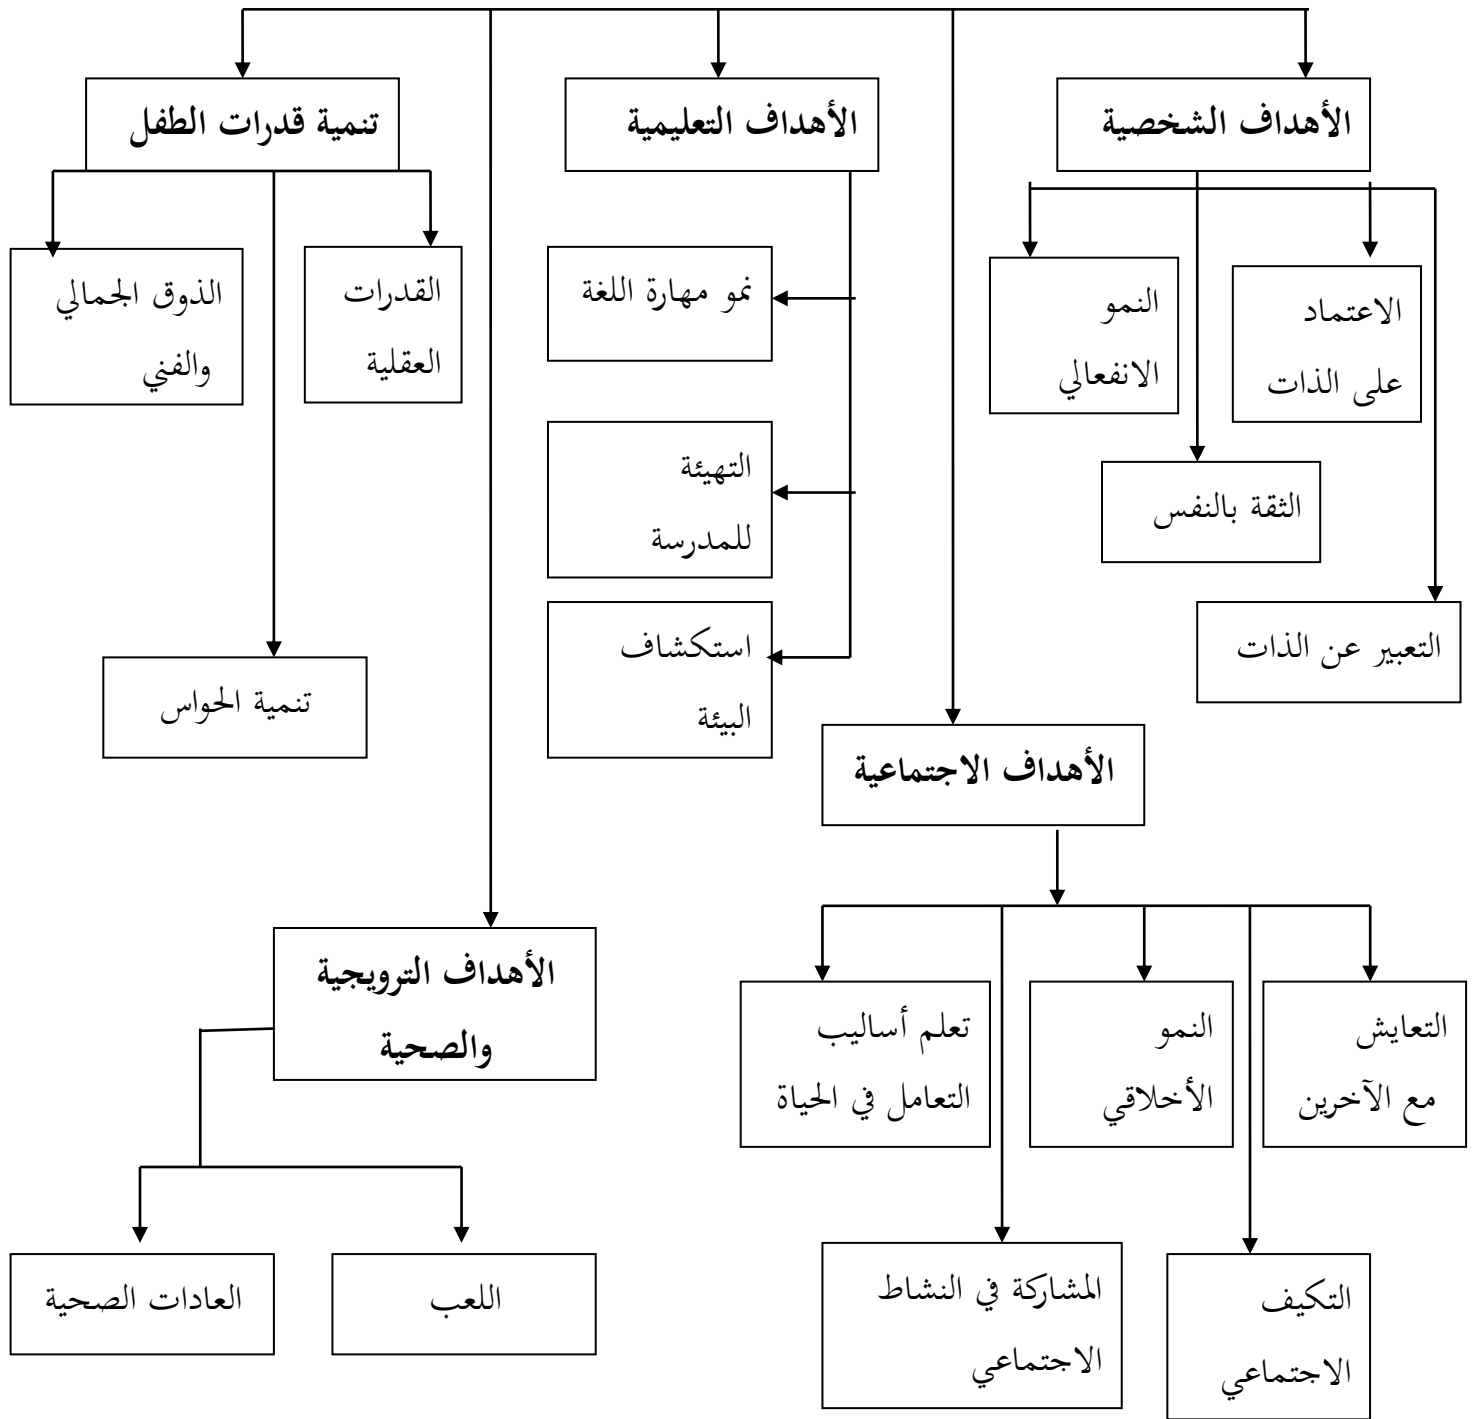 الأهداف الشخصية
الأهداف التعليمية
تنمية قدرات الطفل
الاعتماد
على الذات
النمو
الانفعالي
الثقة بالنفس
التعبير عن الذات
نمو مهارة اللغة
التهيئة
للمدرسة
استكشاف
البيئة
القدرات
العقلية
الذوق الجمالي
والفني
تنمية الحواس
الأهداف الاجتماعية
التعايش
مع الآخرين
النمو
الأخلاقي
تعلم أساليب
التعامل في الحياة
التكيف
الاجتماعي
المشاركة في النشاط
الاجتماعي
الأهداف الترويجية
والصحية
اللعب
العادات الصحية